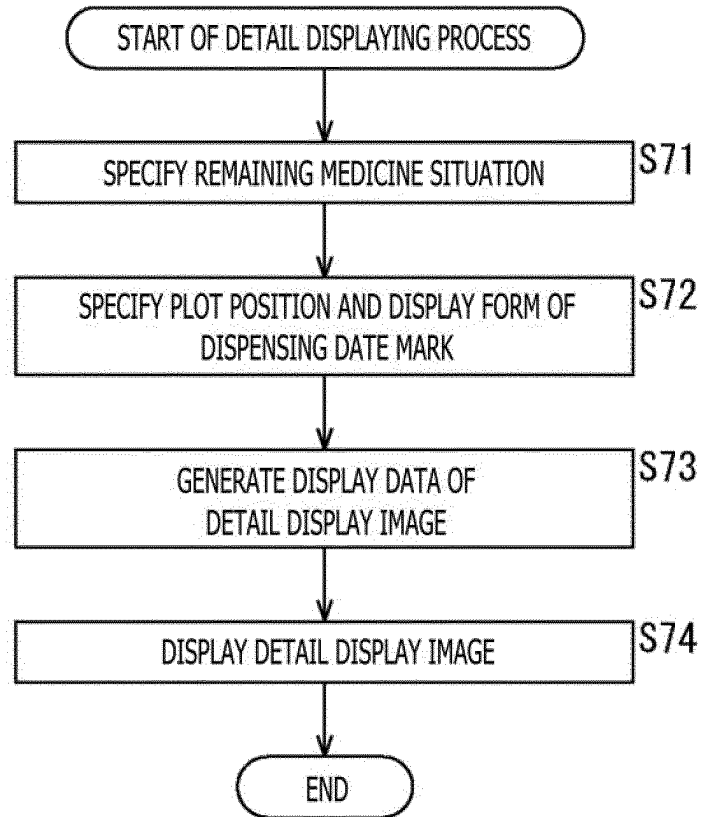 START OF DETAIL DISPLAYING PROCESS
SPECIFY REMAINING MEDICINE SITUATION
S71
SPECIFY PLOT POSITION AND DISPLAY FORM OF
DISPENSING DATE MARK
S72
GENERATE DISPLAY DATA OF
DETAIL DISPLAY IMAGE
S73
DISPLAY DETAIL DISPLAY IMAGE
S74
END